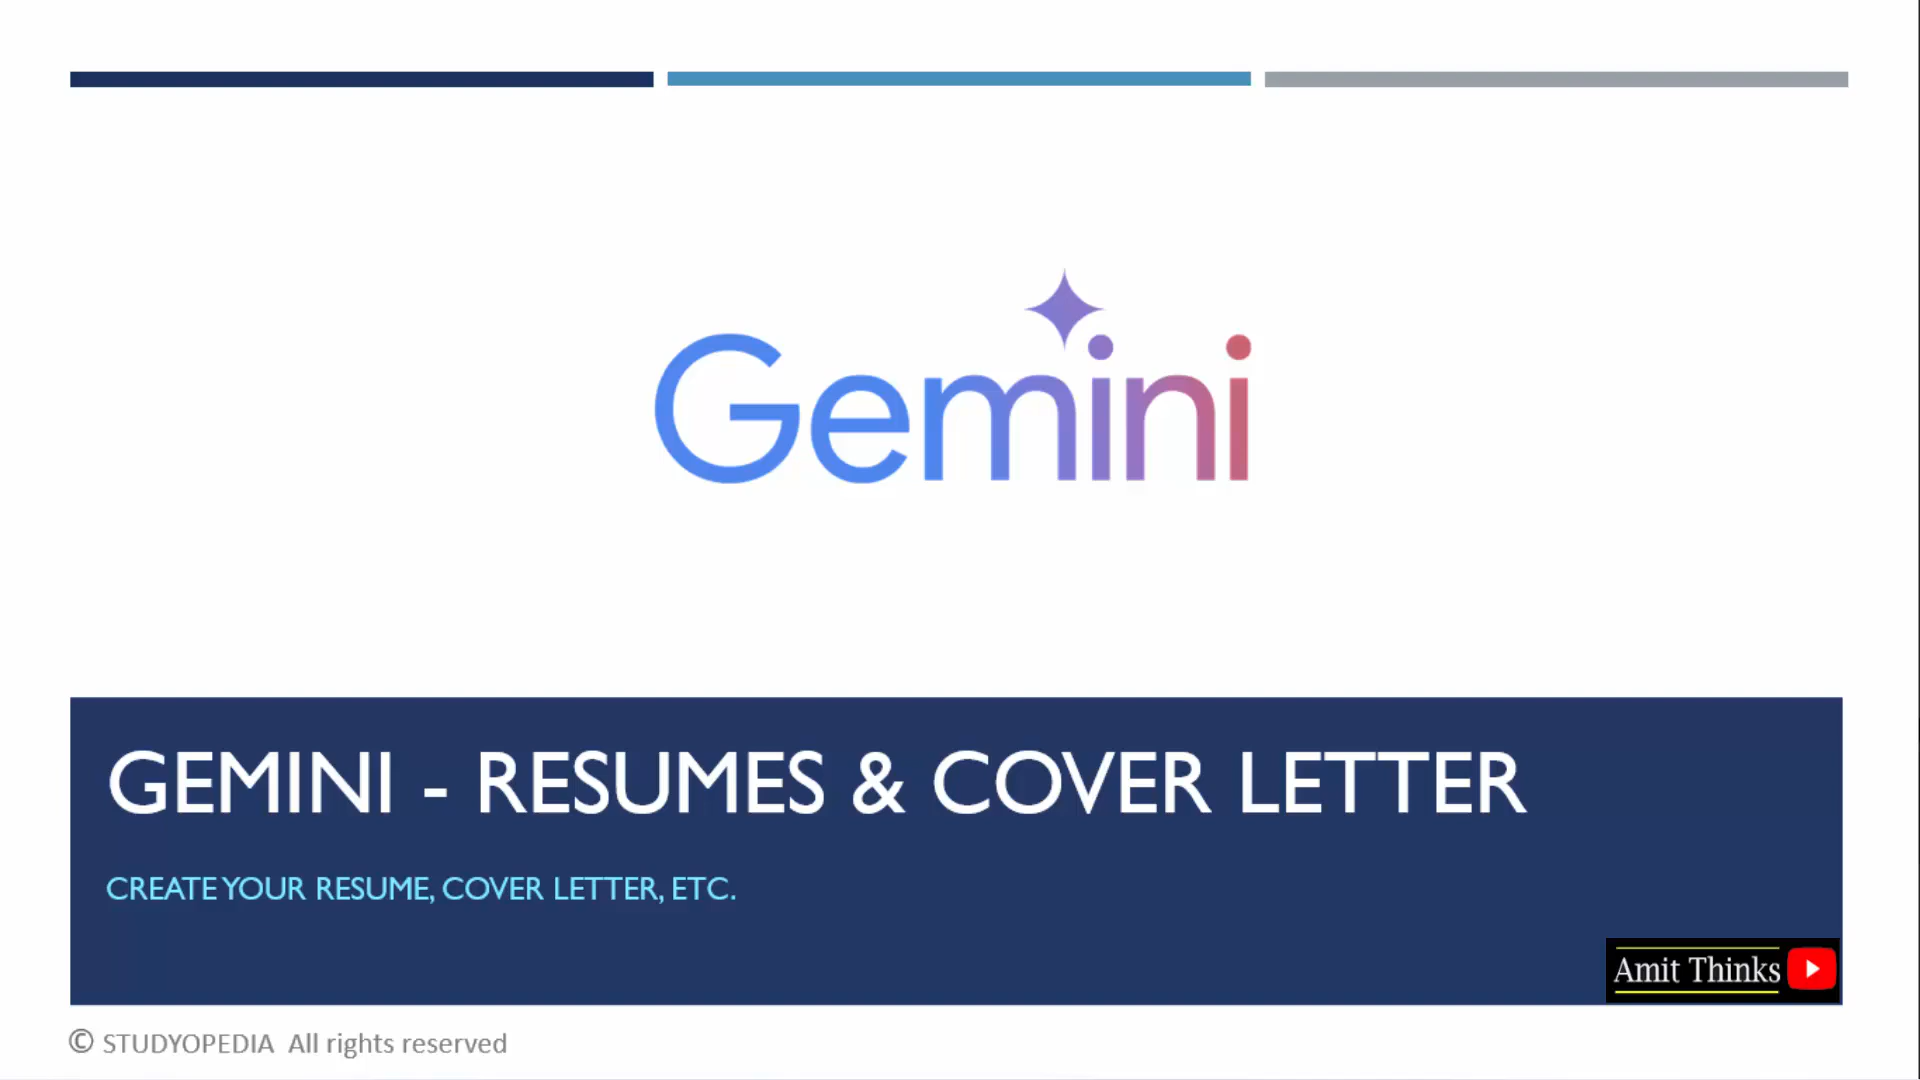 Gemini
GEMINI - RESUMES & COVER LETTER
CREATE YOUR RESUME, COVER LETTER, ETC.
Amit Thinks
© STUDYOPEDIA All rights reserved